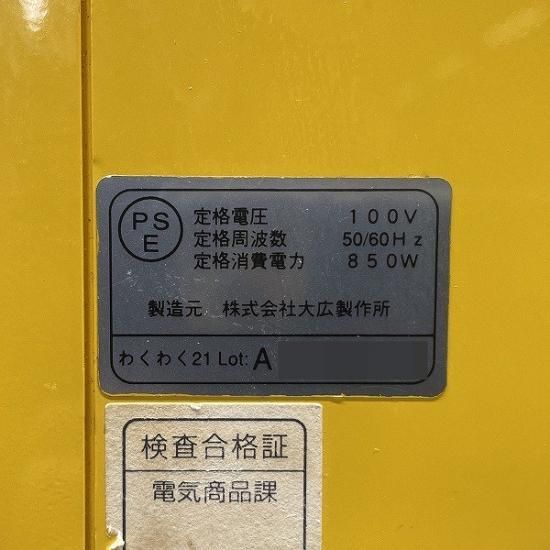 PS
E
定格電圧 100V
定格周波数 50/60Hz
定格消費電力 850W
製造元 株式会社大広製作所
わくわく21 Lot: A
検査合格証
電気商品課